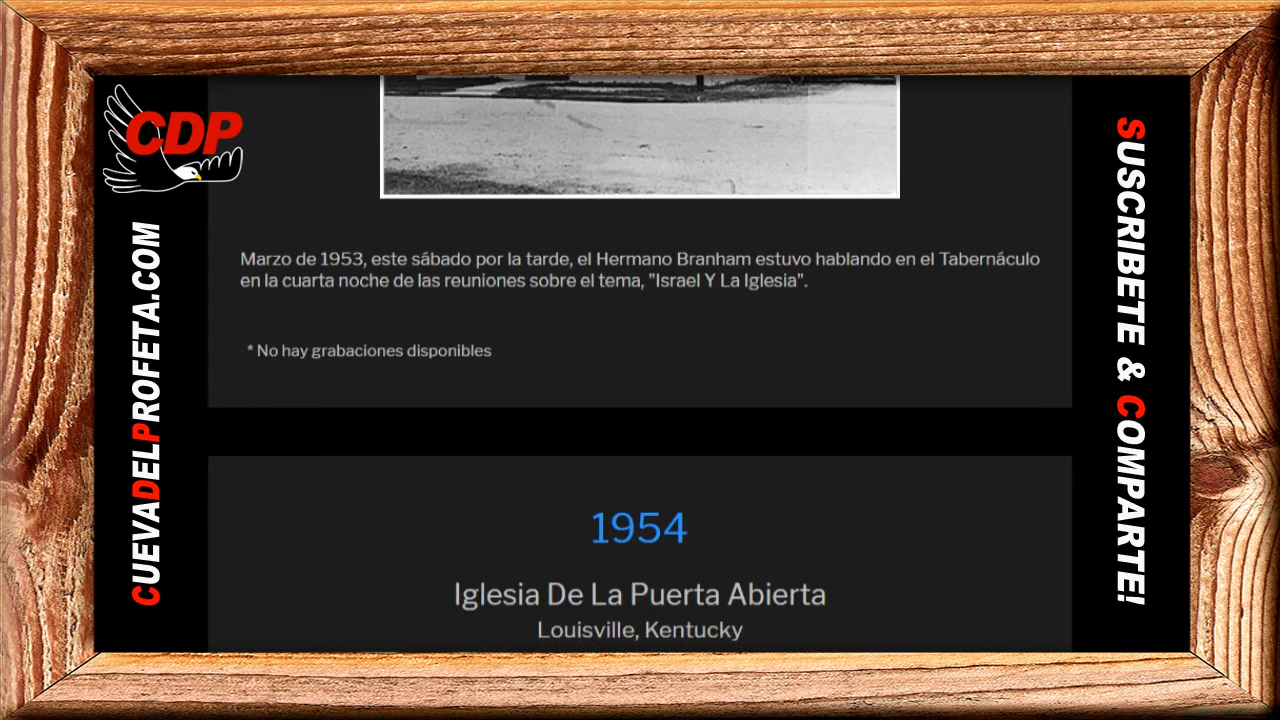 CDP
CUEVADELPROFETA.COM
Marzo de 1953, este sábado por la tarde, el Hermano Branham estuvo hablando en el Tabernáculo
en la cuarta noche de las reuniones sobre el tema, "Israel Y La Iglesia".
* No hay grabaciones disponibles
1954
Iglesia De La Puerta Abierta
Louisville, Kentucky
SUSCRIBETE & COMPARTE!